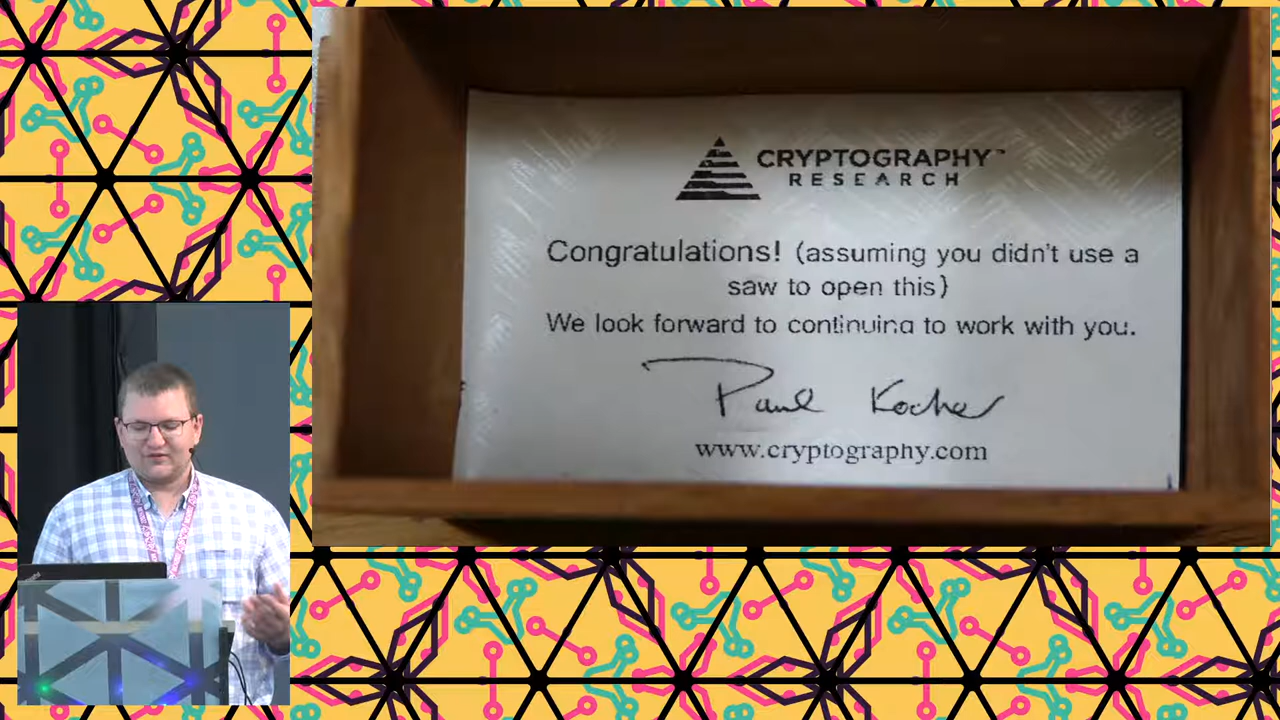 CRYPTOGRAPHY™
RESEARCH
Congratulations! (assuming you didn't use a
saw to open this)
We look forward to continuing to work with you.
Paul Kocher
www.cryptography.com